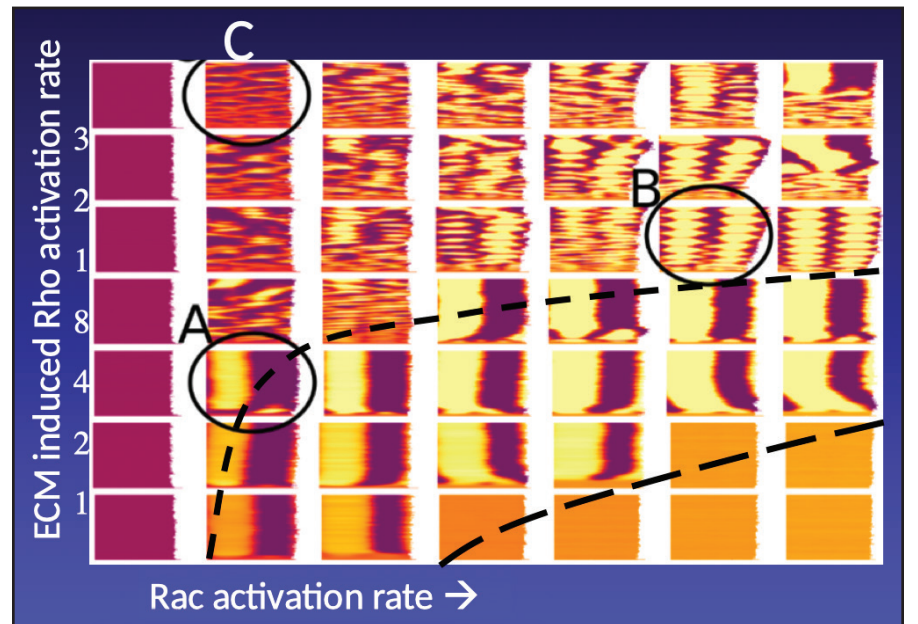 C
ECM induced Rho activation rate
3
2
B
1
A
8
4
2
1
Rac activation rate →